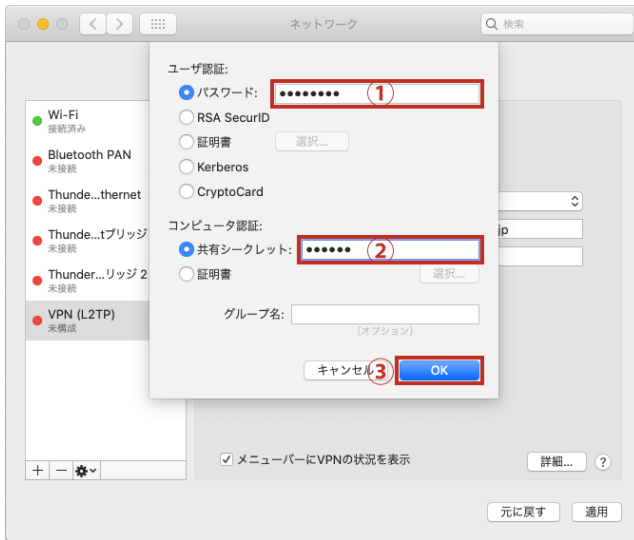 ネットワーク
検索
ユーザ認証:
パスワード: •••••••• ①
RSA SecurID
証明書 選択...
Kerberos
CryptoCard
コンピュータ認証:
共有シークレット: •••••• ②
証明書 選択...
グループ名:
(オプション)
キャンセル ③ OK
Wi-Fi
接続済み
Bluetooth PAN
未接続
Thunde...thernet
未接続
Thunde...tブリッジ
未接続
Thunder...リッジ 2
未接続
VPN (L2TP)
未構成
jp
メニューバーにVPNの状況を表示
詳細... ?
元に戻す 適用